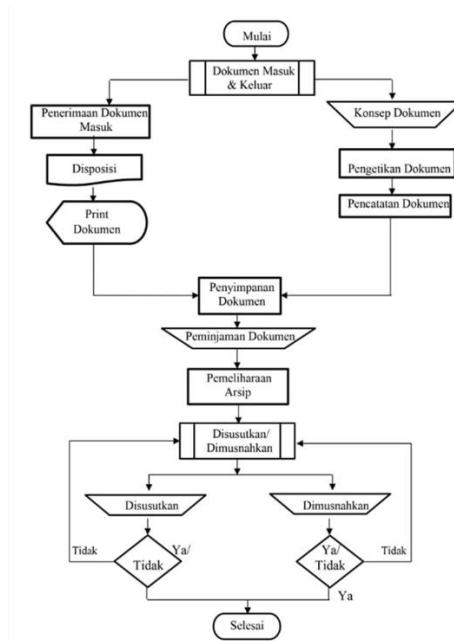 Mulai
Dokumen Masuk
& Keluar
Penerimaan Dokumen
Masuk
Konsep Dokumen
Disposisi
Pengetikan Dokumen
Print
Dokumen
Pencatatan Dokumen
Penyimpanan
Dokumen
Peminjaman Dokumen
Pemeliharaan
Arsip
Disusutkan/
Dimusnahkan
Disusutkan
Dimusnahkan
Tidak
Ya/
Tidak
Ya/
Tidak
Tidak
Ya
Selesai